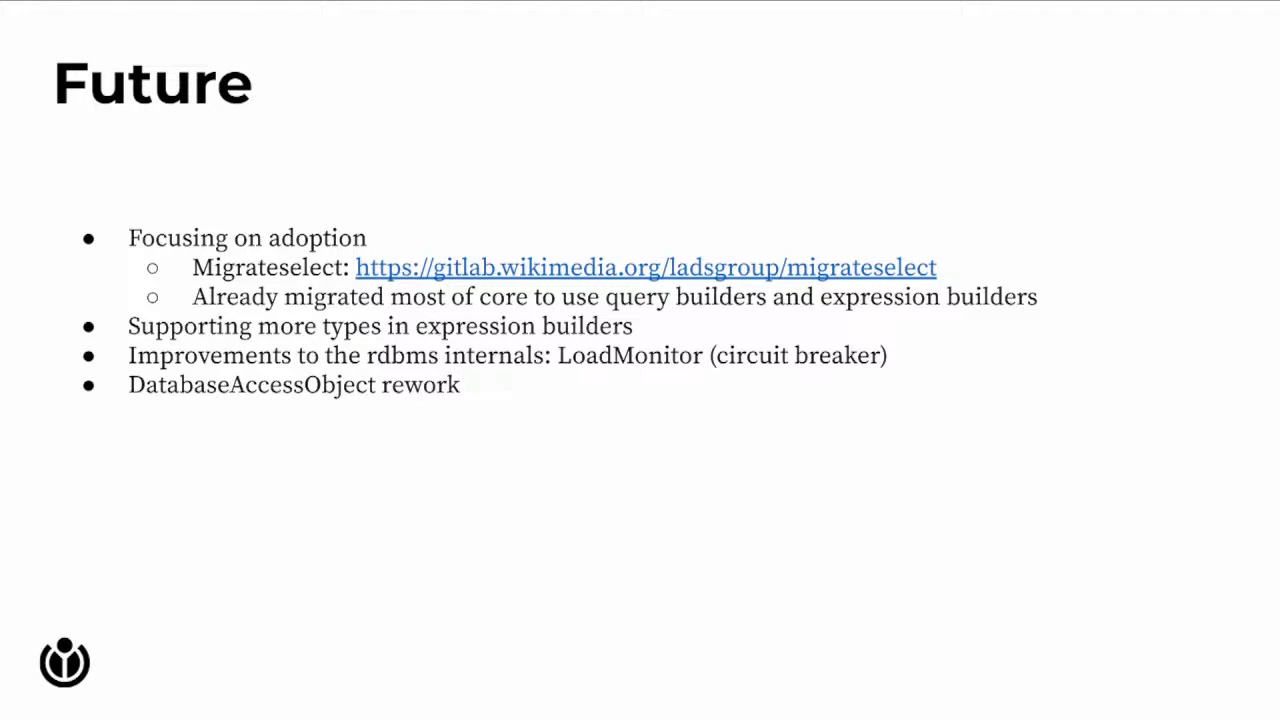 Future
● Focusing on adoption
○ Migrateselect: https://gitlab.wikimedia.org/ladsgroup/migrateselect
○ Already migrated most of core to use query builders and expression builders
● Supporting more types in expression builders
● Improvements to the rdbms internals: LoadMonitor (circuit breaker)
● DatabaseAccessObject rework